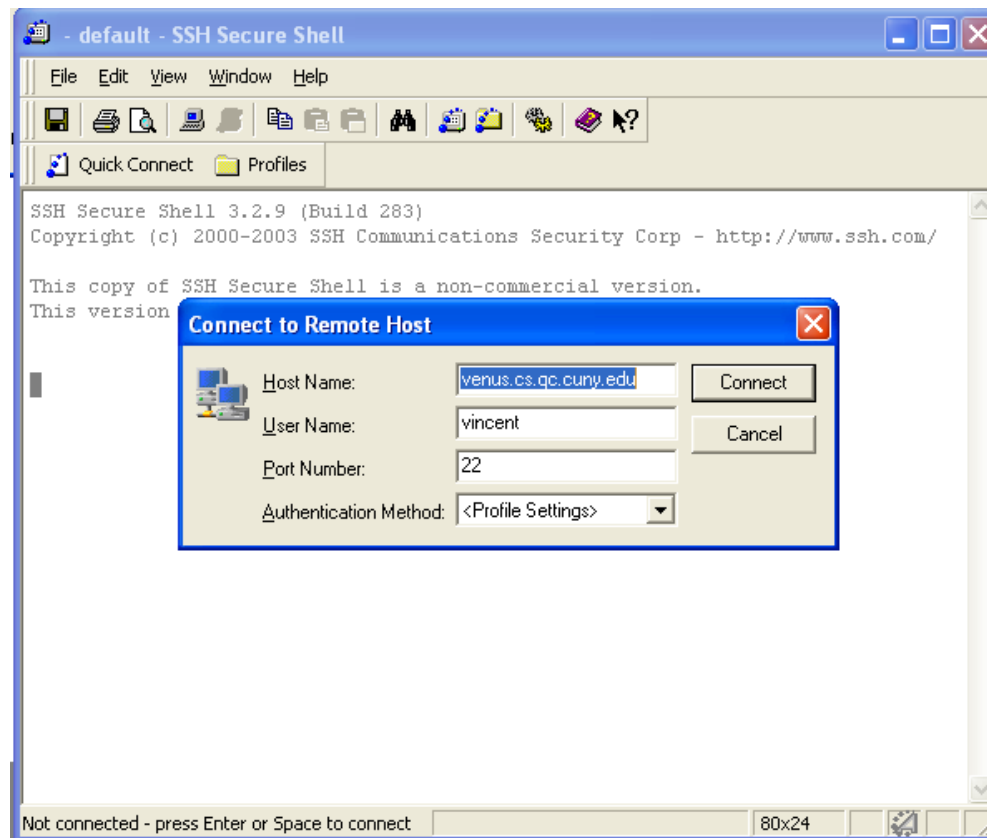 - default - SSH Secure Shell
File Edit View Window Help
Quick Connect Profiles
SSH Secure Shell 3.2.9 (Build 283)
Copyright (c) 2000-2003 SSH Communications Security Corp - http://www.ssh.com/
This copy of SSH Secure Shell is a non-commercial version.
This version
Connect to Remote Host
Host Name: venus.cs.qc.cuny.edu Connect
User Name: vincent Cancel
Port Number: 22
Authentication Method: <Profile Settings>
Not connected - press Enter or Space to connect 80x24